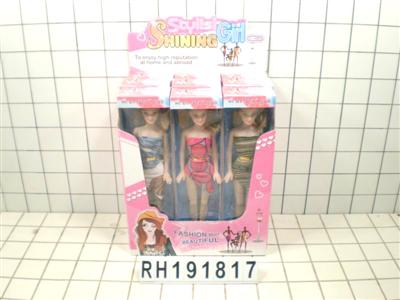 Stylish
SHINING Girl
To enjoy high reputation
at home and abroad
FASHION
BEAUTIFUL
RH191817